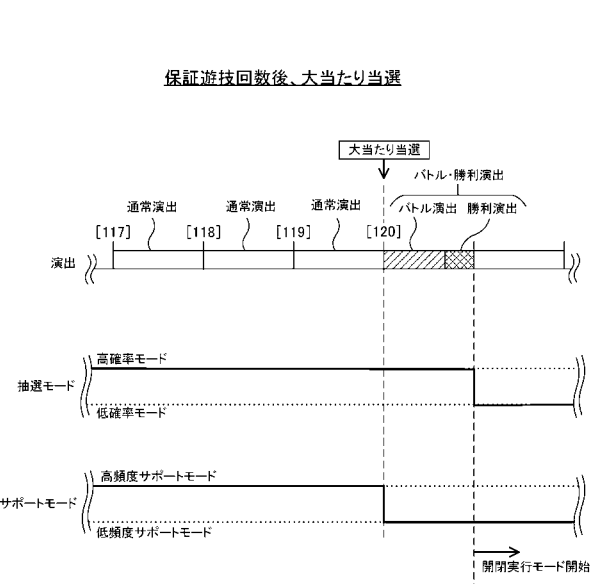 保証遊技回数後、大当たり当選
大当たり当選
バトル・勝利演出
通常演出 通常演出 通常演出 バトル演出 勝利演出
[117] [118] [119] [120]
演出
高確率モード
抽選モード
低確率モード
高頻度サポートモード
サポートモード
低頻度サポートモード
開閉実行モード開始